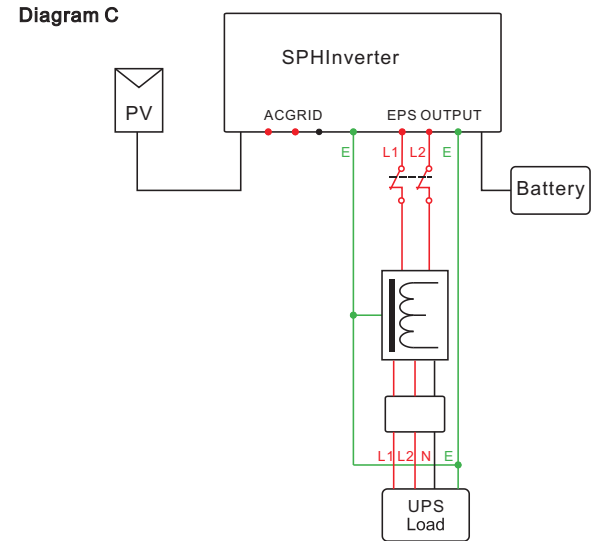 Diagram C
SPHInverter
PV
ACGRID
EPS OUTPUT
E
L1
L2
E
Battery
L1
L2
N
E
UPS
Load